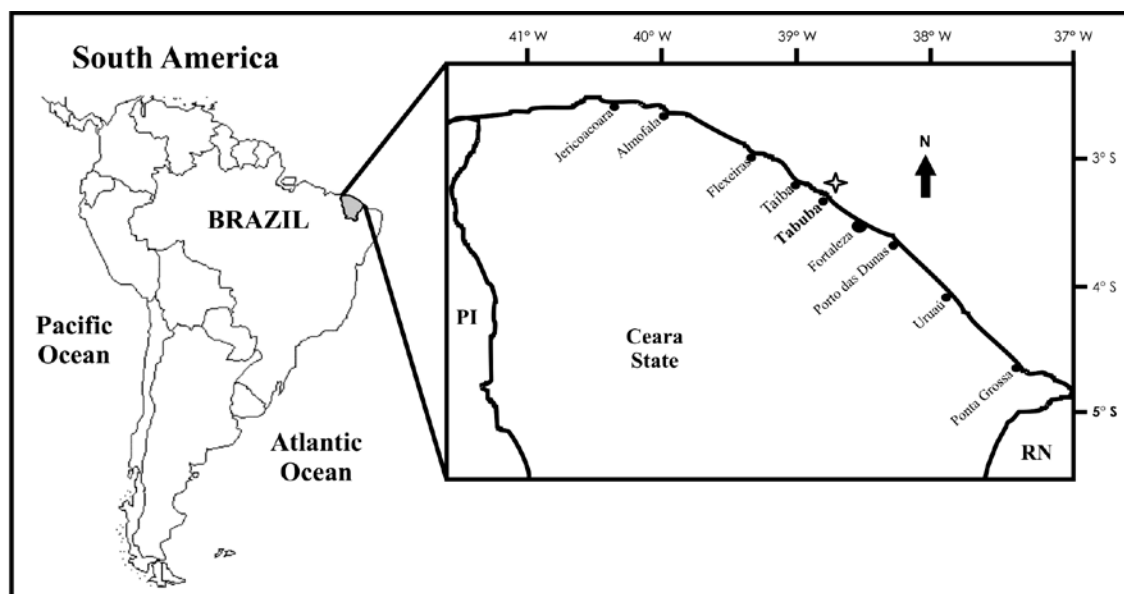 South America
BRAZIL
Pacific
Ocean
Atlantic
Ocean
41° W
40° W
39° W
38° W
37° W
3° S
4° S
5° S
N
Jericoacoara
Almofala
Flexeiras
Taíba
Tabuba
Fortaleza
Porto das Dunas
Uruaú
Ponta Grossa
PI
Ceara
State
RN